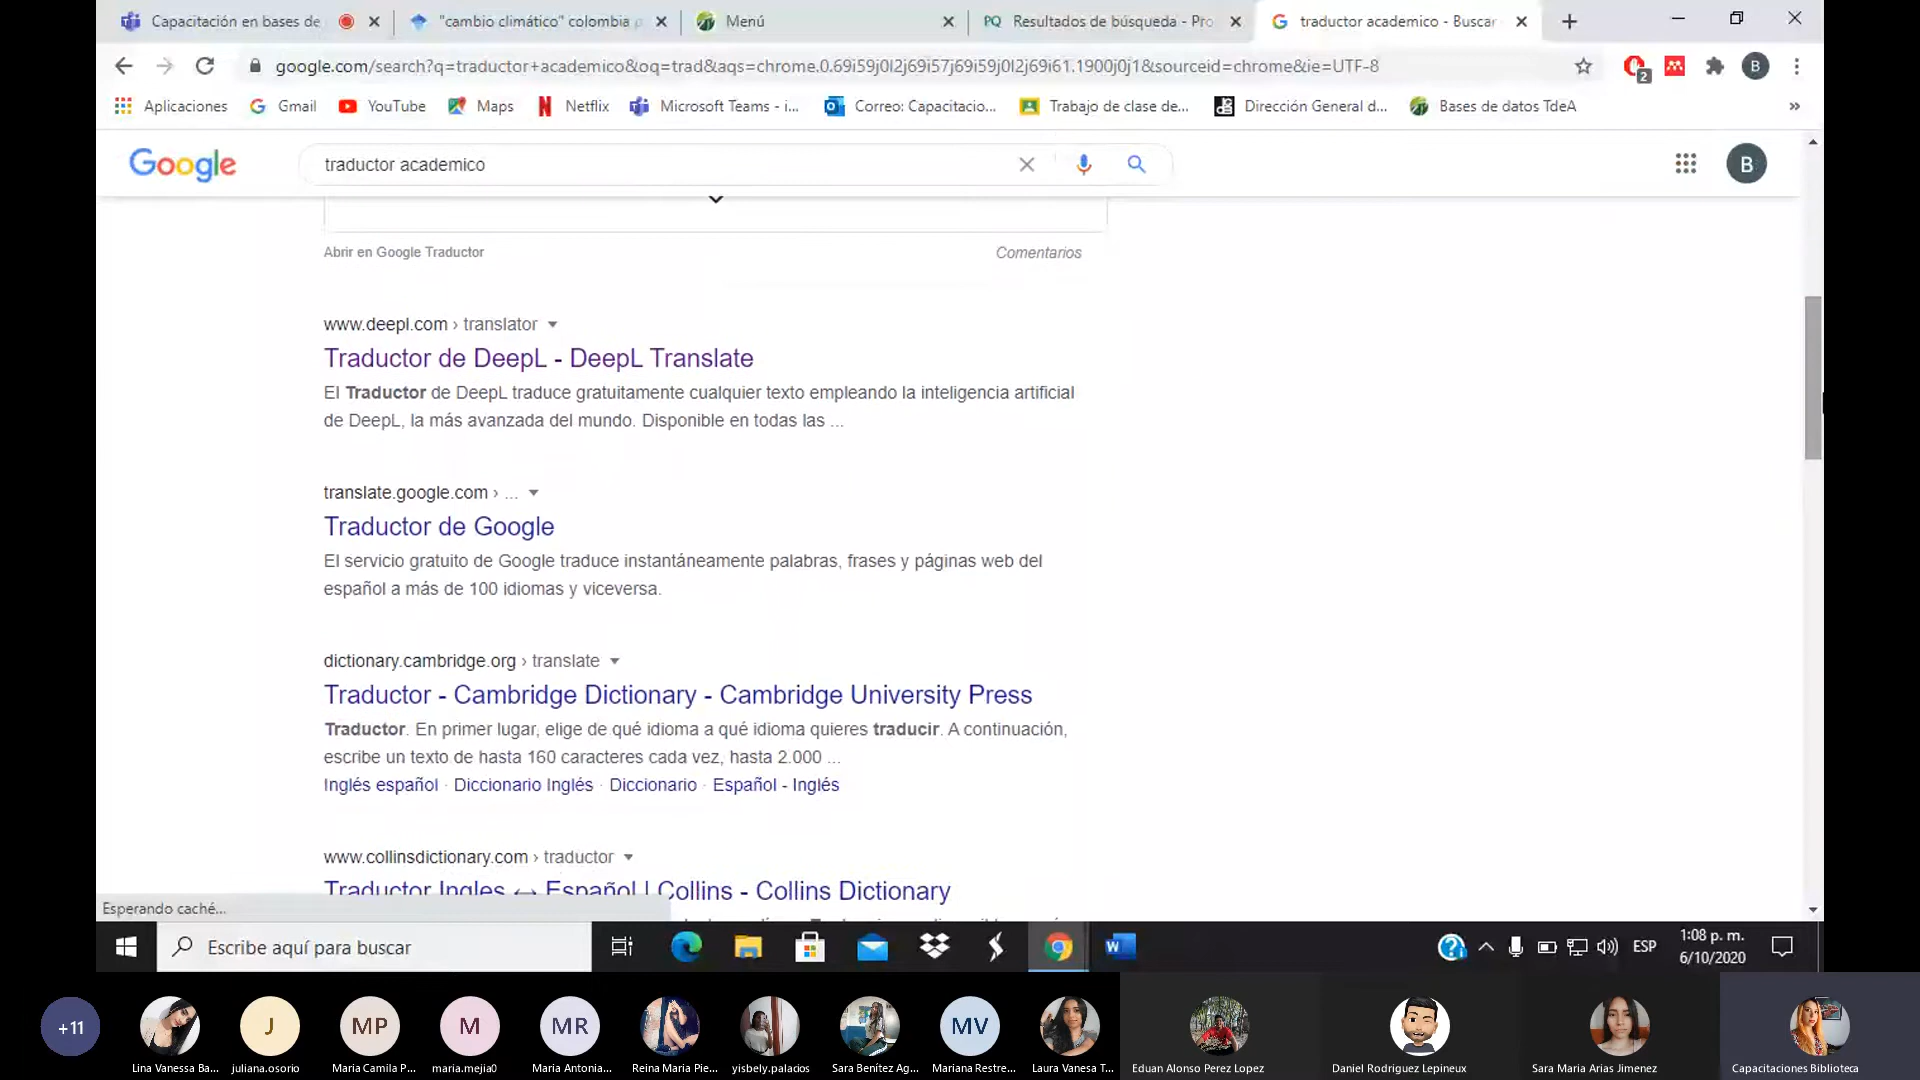 Capacitación en bases de
"cambio climático" colombia p
Menú
PQ Resultados de búsqueda - Pro
traductor academico - Buscar
google.com/search?q=traductor+academico&oq=trad&aqs=chrome.0.69i59j0l2j69i57j69i59j0l2j69i61.1900j0j1&sourceid=chrome&ie=UTF-8
2
B
Aplicaciones
Gmail
YouTube
Maps
Netflix
Microsoft Teams - i...
Correo: Capacitacio...
Trabajo de clase de...
Dirección General d...
Bases de datos TdeA
»
Google
traductor academico
B
Abrir en Google Traductor
Comentarios
www.deepl.com › translator
Traductor de DeepL - DeepL Translate
El Traductor de DeepL traduce gratuitamente cualquier texto empleando la inteligencia artificial
de DeepL, la más avanzada del mundo. Disponible en todas las ...
translate.google.com › ...
Traductor de Google
El servicio gratuito de Google traduce instantáneamente palabras, frases y páginas web del
español a más de 100 idiomas y viceversa.
dictionary.cambridge.org › translate
Traductor - Cambridge Dictionary - Cambridge University Press
Traductor. En primer lugar, elige de qué idioma a qué idioma quieres traducir. A continuación,
escribe un texto de hasta 160 caracteres cada vez, hasta 2.000 ...
Inglés español · Diccionario Inglés · Diccionario · Español - Inglés
www.collinsdictionary.com › traductor
Traductor Ingles ↔ Español | Collins - Collins Dictionary
Esperando caché...
Escribe aquí para buscar
ESP
1:08 p. m.
6/10/2020
+11
J
MP
M
MR
MV
Lina Vanessa Ba...
juliana.osorio
Maria Camila P...
maria.mejia0
Maria Antonia...
Reina Maria Pie...
yisbely.palacios
Sara Benítez Ag...
Mariana Restre...
Laura Vanesa T...
Eduan Alonso Perez Lopez
Daniel Rodriguez Lepineux
Sara Maria Arias Jimenez
Capacitaciones Biblioteca